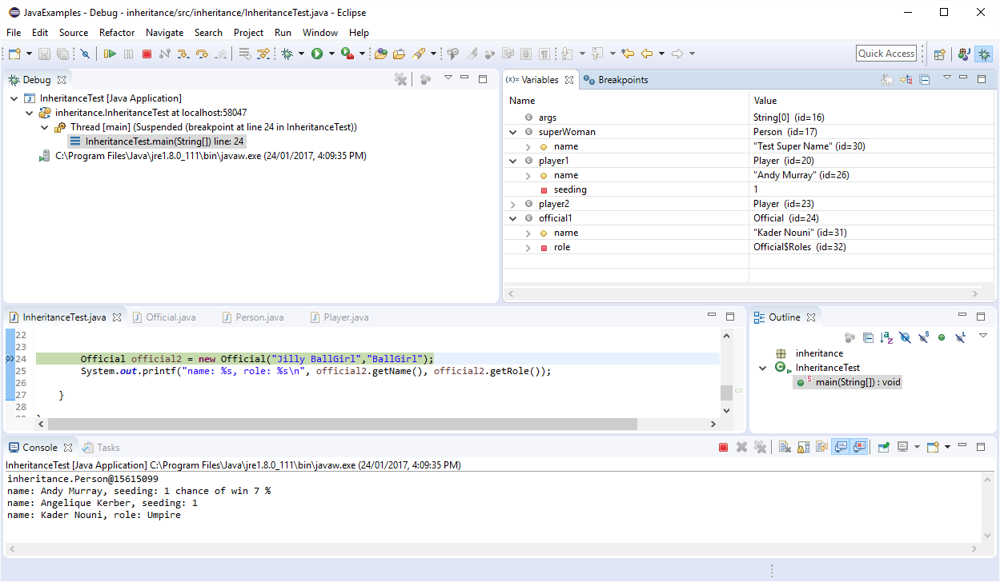 JavaExamples - Debug - inheritance/src/inheritance/InheritanceTest.java - Eclipse
File Edit Source Refactor Navigate Search Project Run Window Help
Quick Access
Debug
InheritanceTest [Java Application]
inheritance.InheritanceTest at localhost:58047
Thread [main] (Suspended (breakpoint at line 24 in InheritanceTest))
InheritanceTest.main(String[]) line: 24
C:\Program Files\Java\jre1.8.0_111\bin\javaw.exe (24/01/2017, 4:09:35 PM)
(x)= Variables Breakpoints
Name Value
args String[0] (id=16)
superWoman Person (id=17)
name "Test Super Name" (id=30)
player1 Player (id=20)
name "Andy Murray" (id=26)
seeding 1
player2 Player (id=23)
official1 Official (id=24)
name "Kader Nouni" (id=31)
role Official$Roles (id=32)
InheritanceTest.java Official.java Person.java Player.java
22
23
24 Official official2 = new Official("Jilly BallGirl","BallGirl");
25 System.out.printf("name: %s, role: %s\n", official2.getName(), official2.getRole());
26
27 }
28
Outline
inheritance
InheritanceTest
main(String[]) : void
Console Tasks
InheritanceTest [Java Application] C:\Program Files\Java\jre1.8.0_111\bin\javaw.exe (24/01/2017, 4:09:35 PM)
inheritance.Person@15615099
name: Andy Murray, seeding: 1 chance of win 7 %
name: Angelique Kerber, seeding: 1
name: Kader Nouni, role: Umpire